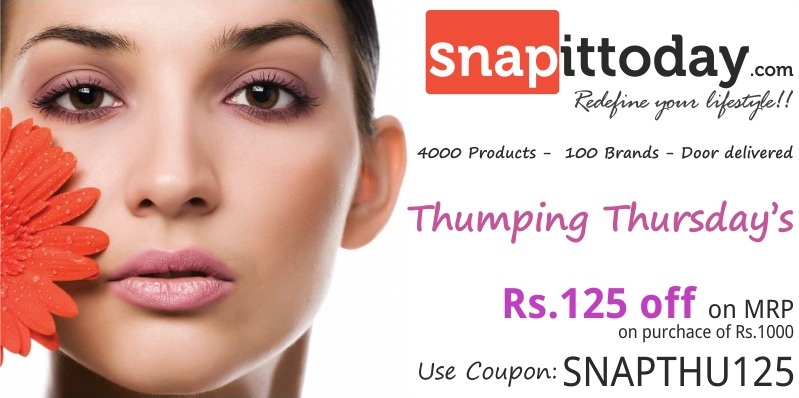 snapittoday.com
Redefine your lifestyle!!
4000 Products - 100 Brands - Door delivered
Thumping Thursday's
Rs.125 off on MRP
on purchace of Rs.1000
Use Coupon: SNAPTHU125